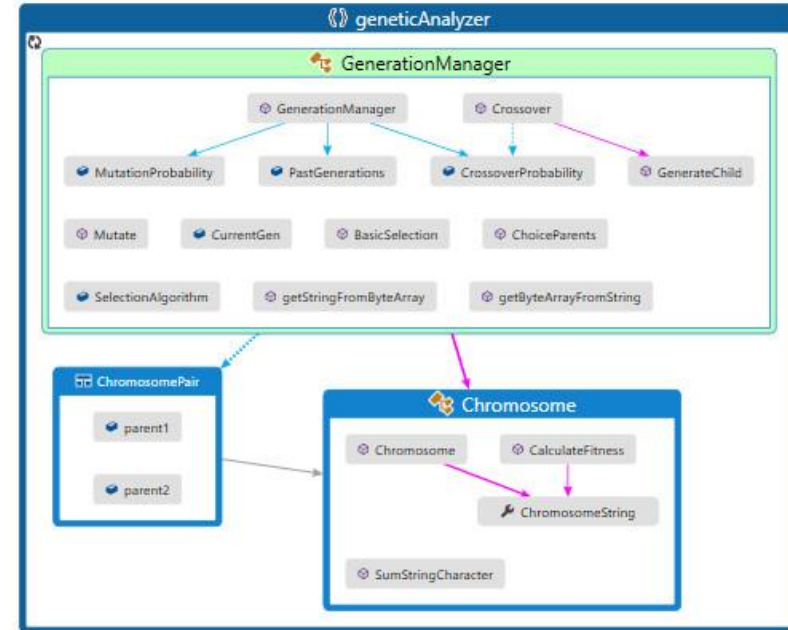 geneticAnalyzer
GenerationManager
GenerationManager Crossover
MutationProbability PastGenerations CrossoverProbability GenerateChild
Mutate CurrentGen BasicSelection ChoiceParents
SelectionAlgorithm getStringFromByteArray getByteArrayFromString
ChromosomePair
parent1
parent2
Chromosome
Chromosome CalculateFitness
ChromosomeString
SumStringCharacter